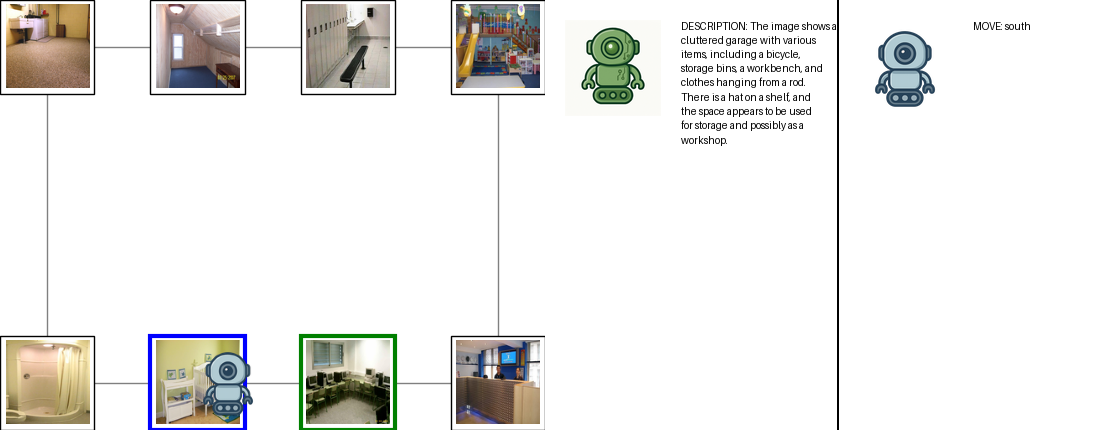 DESCRIPTION: The image shows a
cluttered garage with various
items, including a bicycle,
storage bins, a workbench, and
clothes hanging from a rod.
There is a hat on a shelf, and
the space appears to be used
for storage and possibly as a
workshop.
MOVE: south